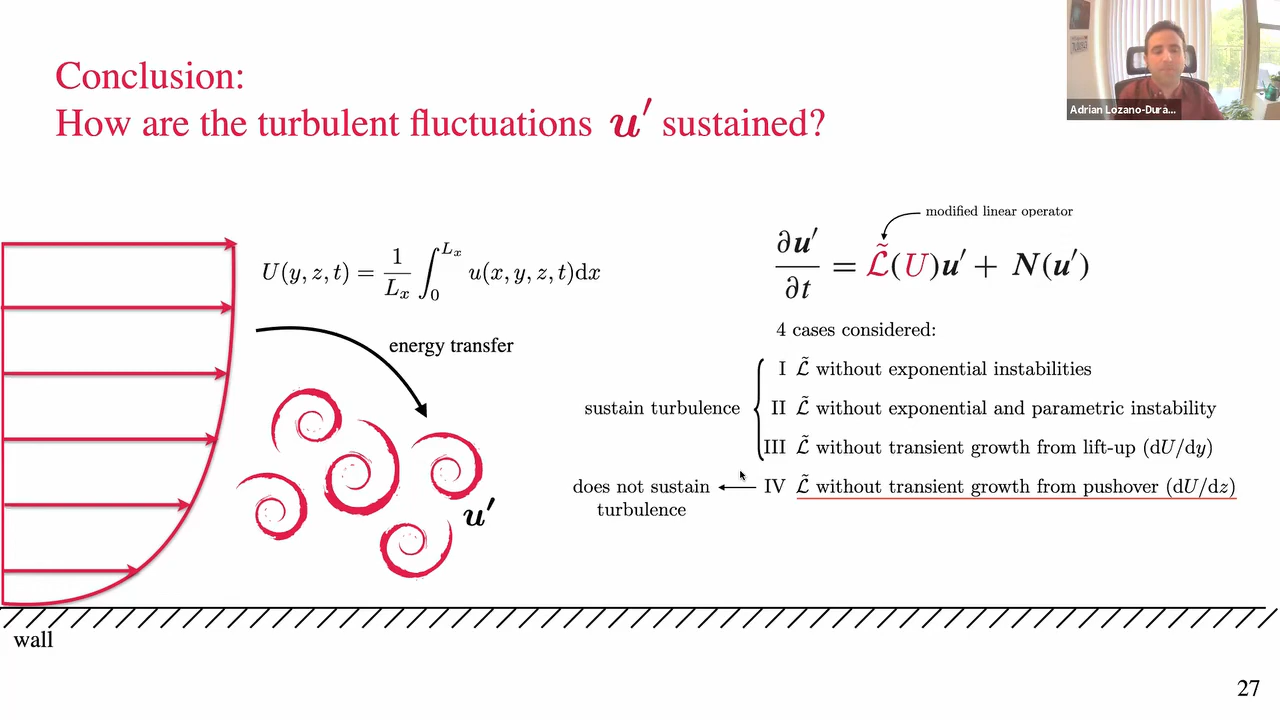 Conclusion:
How are the turbulent fluctuations u′ sustained?
Adrian Lozano-Durá...
modified linear operator
∂u′/∂t = ℒ̃(U)u′ + N(u′)
U(y, z, t) = 1/Lₓ ∫₀^Lₓ u(x, y, z, t)dx
energy transfer
u′
4 cases considered:
I ℒ̃ without exponential instabilities
sustain turbulence
II ℒ̃ without exponential and parametric instability
III ℒ̃ without transient growth from lift-up (dU/dy)
does not sustain
turbulence
IV ℒ̃ without transient growth from pushover (dU/dz)
wall
27